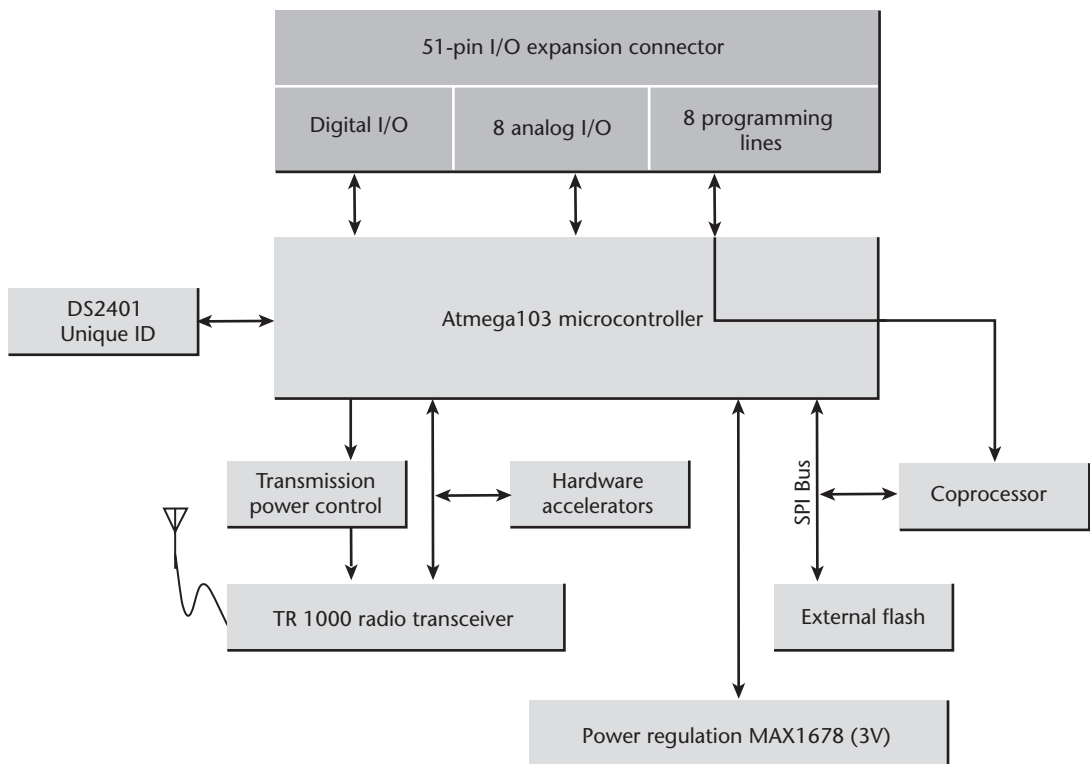 51-pin I/O expansion connector
Digital I/O
8 analog I/O
8 programming
lines
DS2401
Unique ID
Atmega103 microcontroller
Transmission
power control
Hardware
accelerators
SPI Bus
Coprocessor
TR 1000 radio transceiver
External flash
Power regulation MAX1678 (3V)